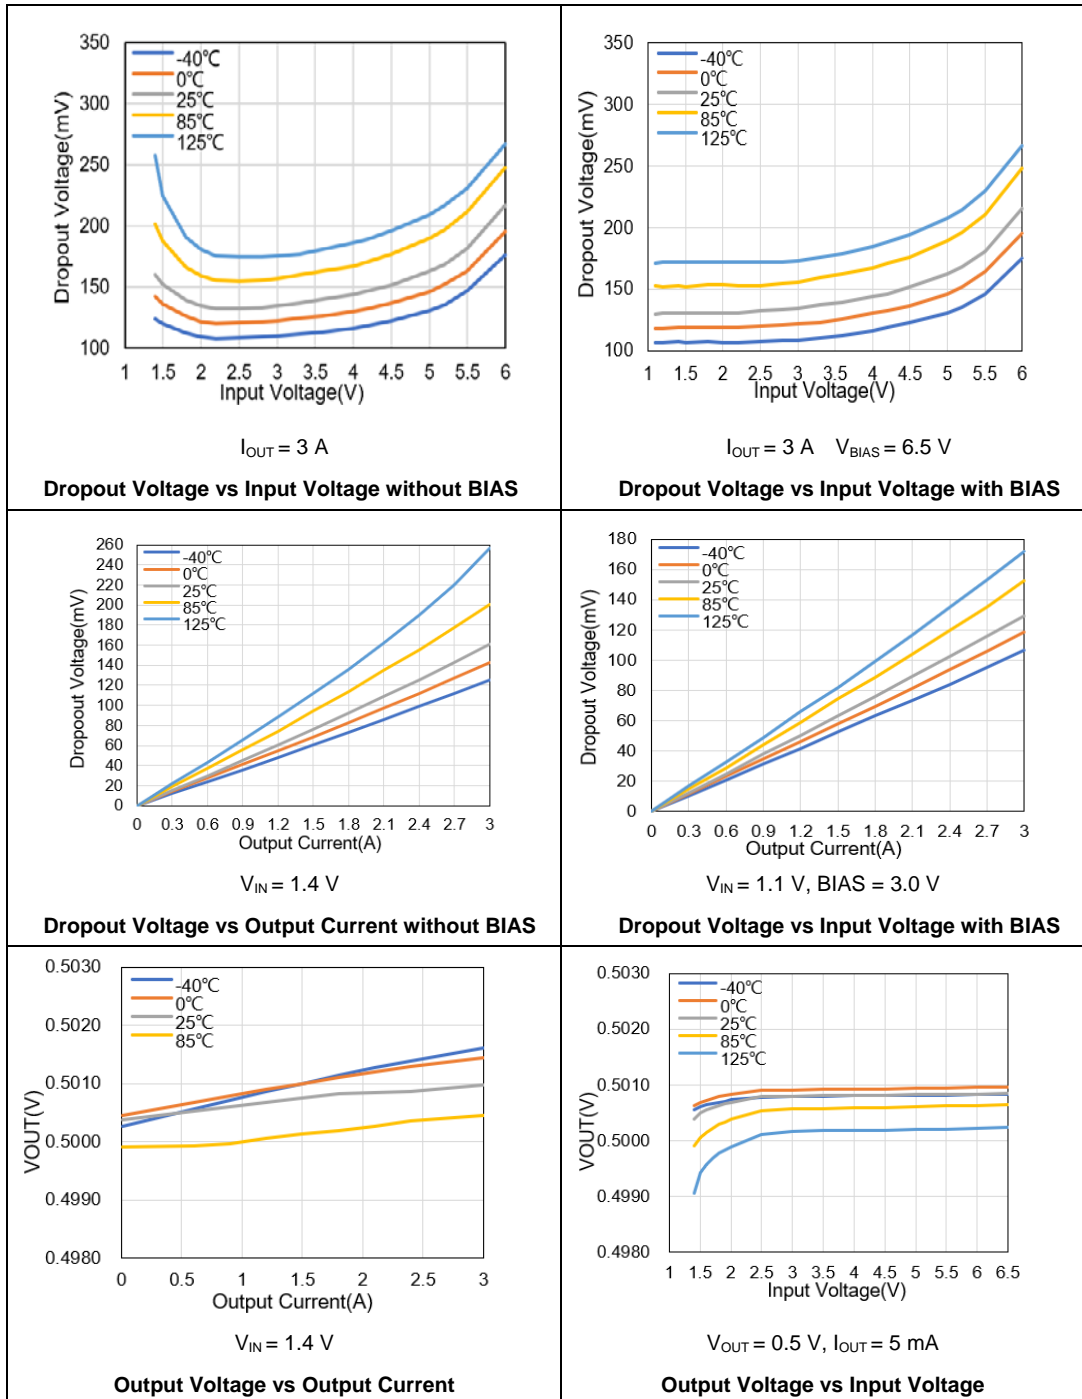 350
300
250
200
150
100
Dropout Voltage(mV)
-40℃
0℃
25℃
85℃
125℃
1 1.5 2 2.5 3 3.5 4 4.5 5 5.5 6
Input Voltage(V)
IOUT = 3 A
Dropout Voltage vs Input Voltage without BIAS
350
300
250
200
150
100
Dropout Voltage(mV)
-40℃
0℃
25℃
85℃
125℃
1 1.5 2 2.5 3 3.5 4 4.5 5 5.5 6
Input Voltage(V)
IOUT = 3 A VBIAS = 6.5 V
Dropout Voltage vs Input Voltage with BIAS
260
240
220
200
180
160
140
120
100
80
60
40
20
0
Dropoout Voltage(mV)
-40℃
0℃
25℃
85℃
125℃
0 0.3 0.6 0.9 1.2 1.5 1.8 2.1 2.4 2.7 3
Output Current(A)
VIN = 1.4 V
Dropout Voltage vs Output Current without BIAS
180
160
140
120
100
80
60
40
20
0
Dropout Voltage(mV)
-40℃
0℃
25℃
85℃
125℃
0 0.3 0.6 0.9 1.2 1.5 1.8 2.1 2.4 2.7 3
Output Current(A)
VIN = 1.1 V, BIAS = 3.0 V
Dropout Voltage vs Input Voltage with BIAS
0.5030
0.5020
0.5010
0.5000
0.4990
0.4980
VOUT(V)
-40℃
0℃
25℃
85℃
0 0.5 1 1.5 2 2.5 3
Output Current(A)
VIN = 1.4 V
Output Voltage vs Output Current
0.5030
0.5020
0.5010
0.5000
0.4990
0.4980
VOUT(V)
-40℃
0℃
25℃
85℃
125℃
1 1.5 2 2.5 3 3.5 4 4.5 5 5.5 6 6.5
Input Voltage(V)
VOUT = 0.5 V, IOUT = 5 mA
Output Voltage vs Input Voltage